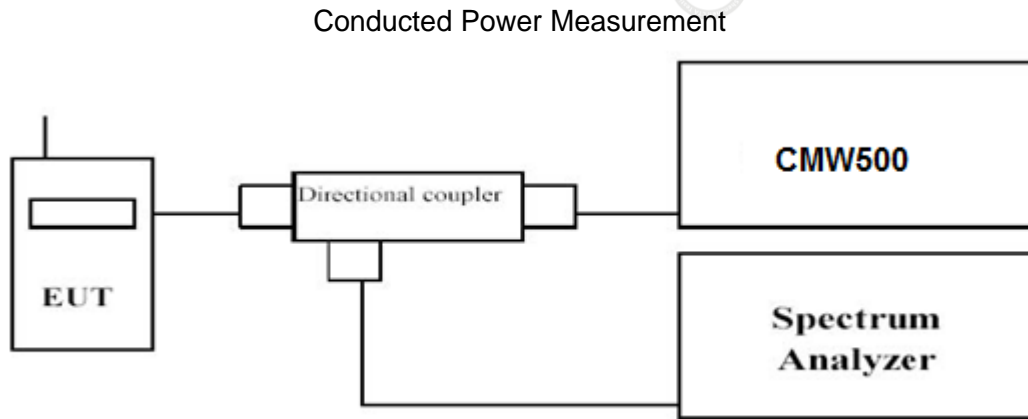 Conducted Power Measurement
CMW500
Directional coupler
EUT
Spectrum
Analyzer